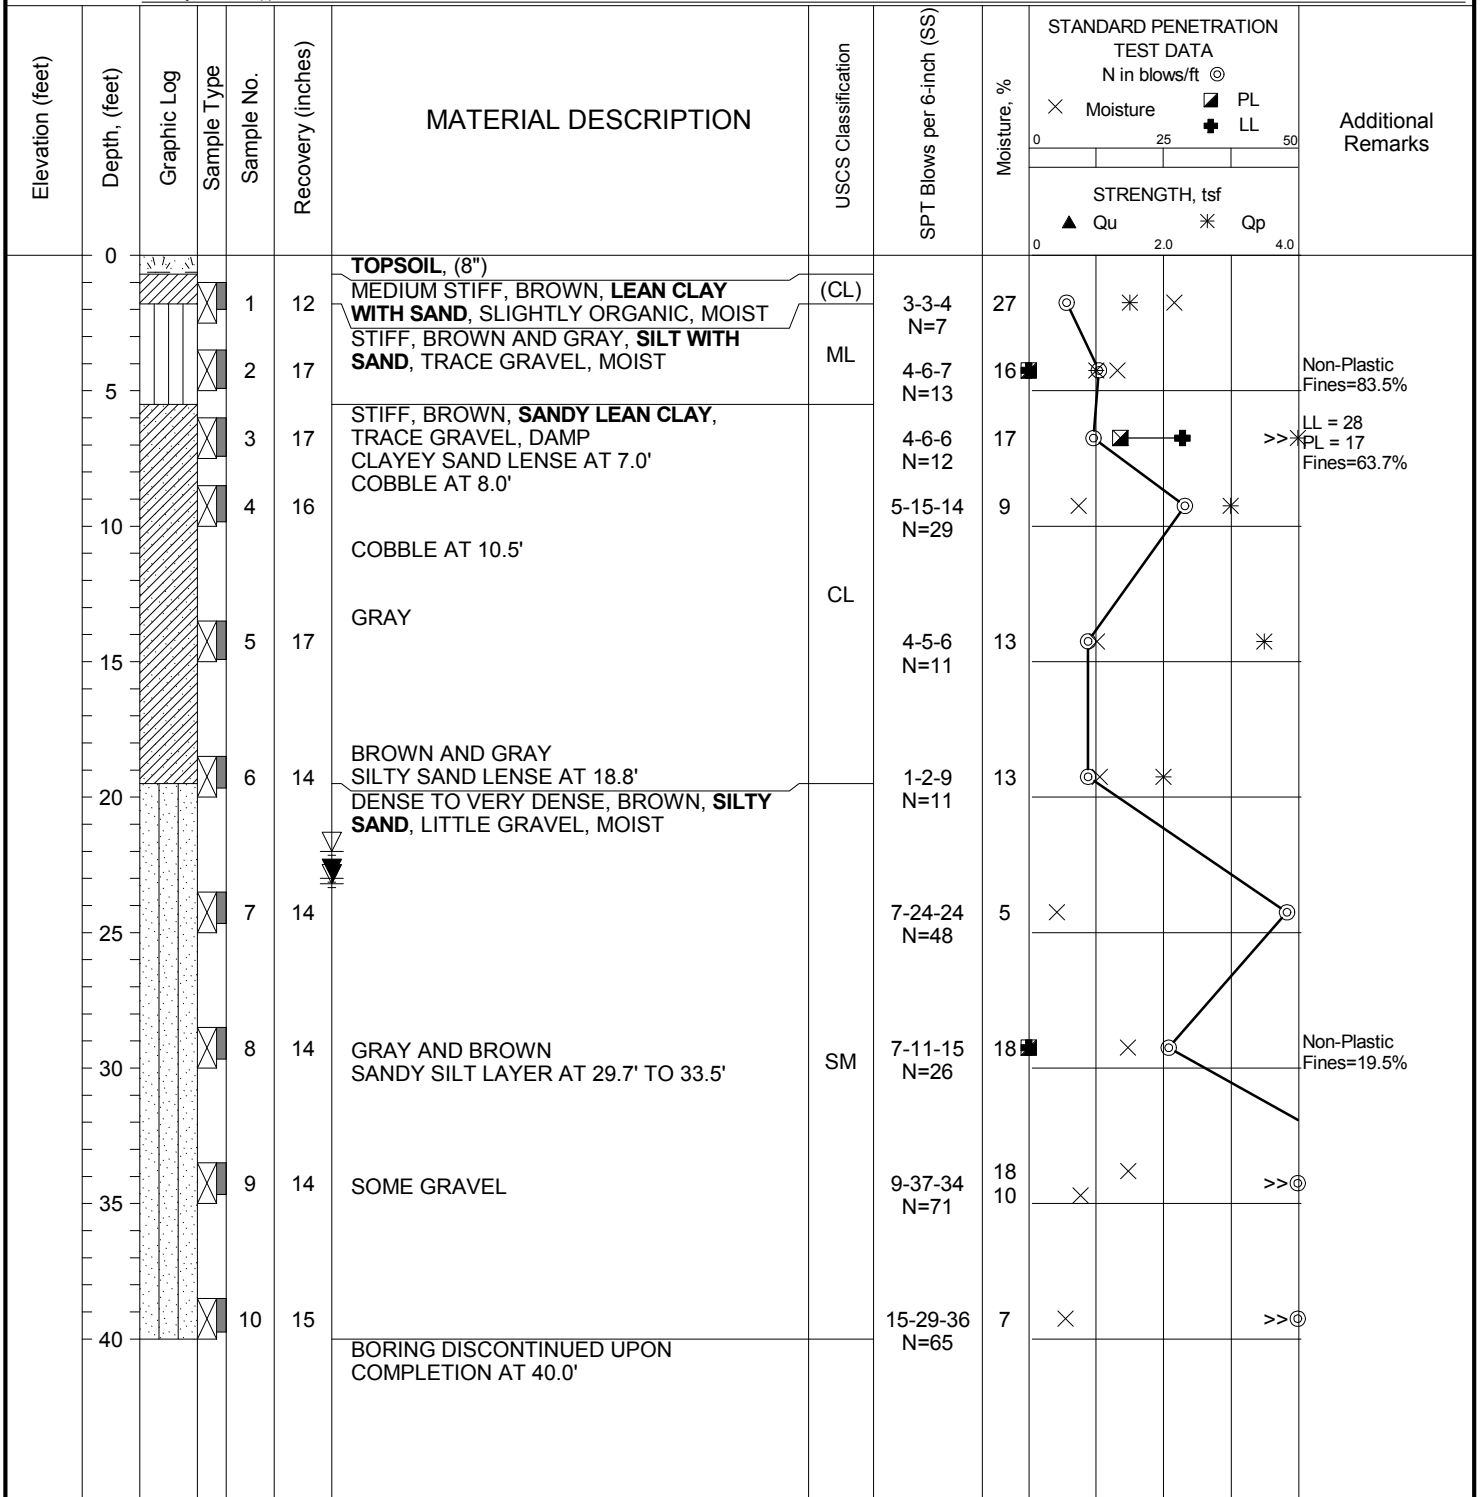 Elevation (feet)
Depth, (feet)
Graphic Log
Sample Type
Sample No.
Recovery (inches)
MATERIAL DESCRIPTION
USCS Classification
SPT Blows per 6-inch (SS)
Moisture, %
STANDARD PENETRATION
TEST DATA
N in blows/ft
Moisture
PL
LL
0 25 50
STRENGTH, tsf
Qu Qp
0 2.0 4.0
Additional
Remarks
0
TOPSOIL, (8")
MEDIUM STIFF, BROWN, LEAN CLAY
WITH SAND, SLIGHTLY ORGANIC, MOIST
(CL)
1 12
3-3-4
N=7
27
STIFF, BROWN AND GRAY, SILT WITH
SAND, TRACE GRAVEL, MOIST
ML
2 17
4-6-7
N=13
16
Non-Plastic
Fines=83.5%
5
STIFF, BROWN, SANDY LEAN CLAY,
TRACE GRAVEL, DAMP
CLAYEY SAND LENSE AT 7.0'
COBBLE AT 8.0'
3 17
4-6-6
N=12
17
>>
LL = 28
PL = 17
Fines=63.7%
4 16
5-15-14
N=29
9
10
COBBLE AT 10.5'
CL
GRAY
5 17
4-5-6
N=11
13
15
BROWN AND GRAY
SILTY SAND LENSE AT 18.8'
6 14
1-2-9
N=11
13
20
DENSE TO VERY DENSE, BROWN, SILTY
SAND, LITTLE GRAVEL, MOIST
7 14
7-24-24
N=48
5
25
8 14
GRAY AND BROWN
SANDY SILT LAYER AT 29.7' TO 33.5'
SM
7-11-15
N=26
18
Non-Plastic
Fines=19.5%
30
9 14
SOME GRAVEL
9-37-34
N=71
18
10
>>
35
10 15
15-29-36
N=65
7
>>
40
BORING DISCONTINUED UPON
COMPLETION AT 40.0'